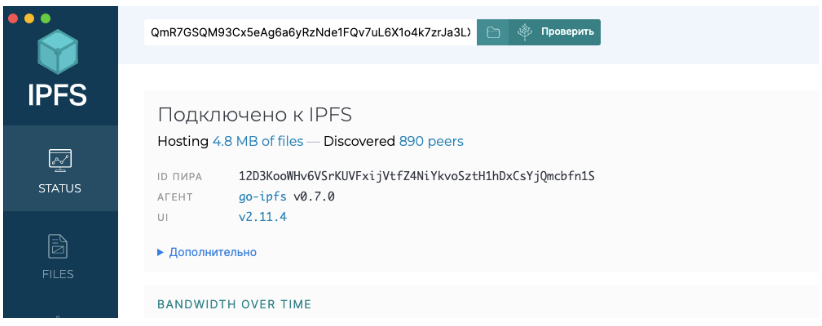 QmR7GSQM93Cx5eAg6a6yRzNde1FQv7uL6X1o4k7zrJa3LX
Проверить
IPFS
STATUS
FILES
Подключено к IPFS
Hosting 4.8 MB of files — Discovered 890 peers
ID ПИРА 12D3KooWHv6VSrKUVFxijVtfZ4NiYkvoSztH1hDxCsYjQmcbfn1S
АГЕНТ go-ipfs v0.7.0
UI v2.11.4
▶ Дополнительно
BANDWIDTH OVER TIME